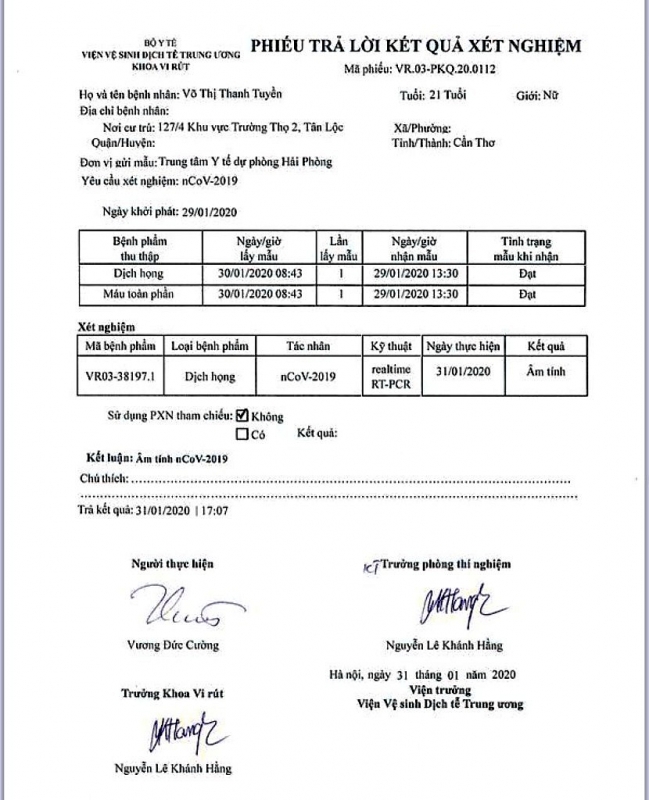 BỘ Y TẾ
VIỆN VỆ SINH DỊCH TỄ TRUNG ƯƠNG
KHOA VI RÚT
PHIẾU TRẢ LỜI KẾT QUẢ XÉT NGHIỆM
Mã phiếu: VR.03-PKQ.20.0112
Họ và tên bệnh nhân: Võ Thị Thanh Tuyền Tuổi: 21 Tuổi Giới: Nữ
Địa chỉ bệnh nhân:
Nơi cư trú: 127/4 Khu vực Trường Thọ 2, Tân Lộc Xã/Phường:
Quận/Huyện: Tỉnh/Thành: Cần Thơ
Đơn vị gửi mẫu: Trung tâm Y tế dự phòng Hải Phòng
Yêu cầu xét nghiệm: nCoV-2019
Ngày khởi phát: 29/01/2020
Bệnh phẩm thu thập Ngày/giờ lấy mẫu Lần lấy mẫu Ngày/giờ nhận mẫu Tình trạng mẫu khi nhận
Dịch họng 30/01/2020 08:43 1 29/01/2020 13:30 Đạt
Máu toàn phần 30/01/2020 08:43 1 29/01/2020 13:30 Đạt
Xét nghiệm
Mã bệnh phẩm Loại bệnh phẩm Tác nhân Kỹ thuật Ngày thực hiện Kết quả
VR03-38197.1 Dịch họng nCoV-2019 realtime RT-PCR 31/01/2020 Âm tính
Sử dụng PXN tham chiếu: Không
Có Kết quả:
Kết luận: Âm tính nCoV-2019
Chú thích:
Trả kết quả: 31/01/2020 | 17:07
Người thực hiện KT Trưởng phòng thí nghiệm
Vương Đức Cường Nguyễn Lê Khánh Hằng
Hà nội, ngày 31 tháng 01 năm 2020
Trưởng Khoa Vi rút Viện trưởng
Viện Vệ sinh Dịch tễ Trung ương
Nguyễn Lê Khánh Hằng